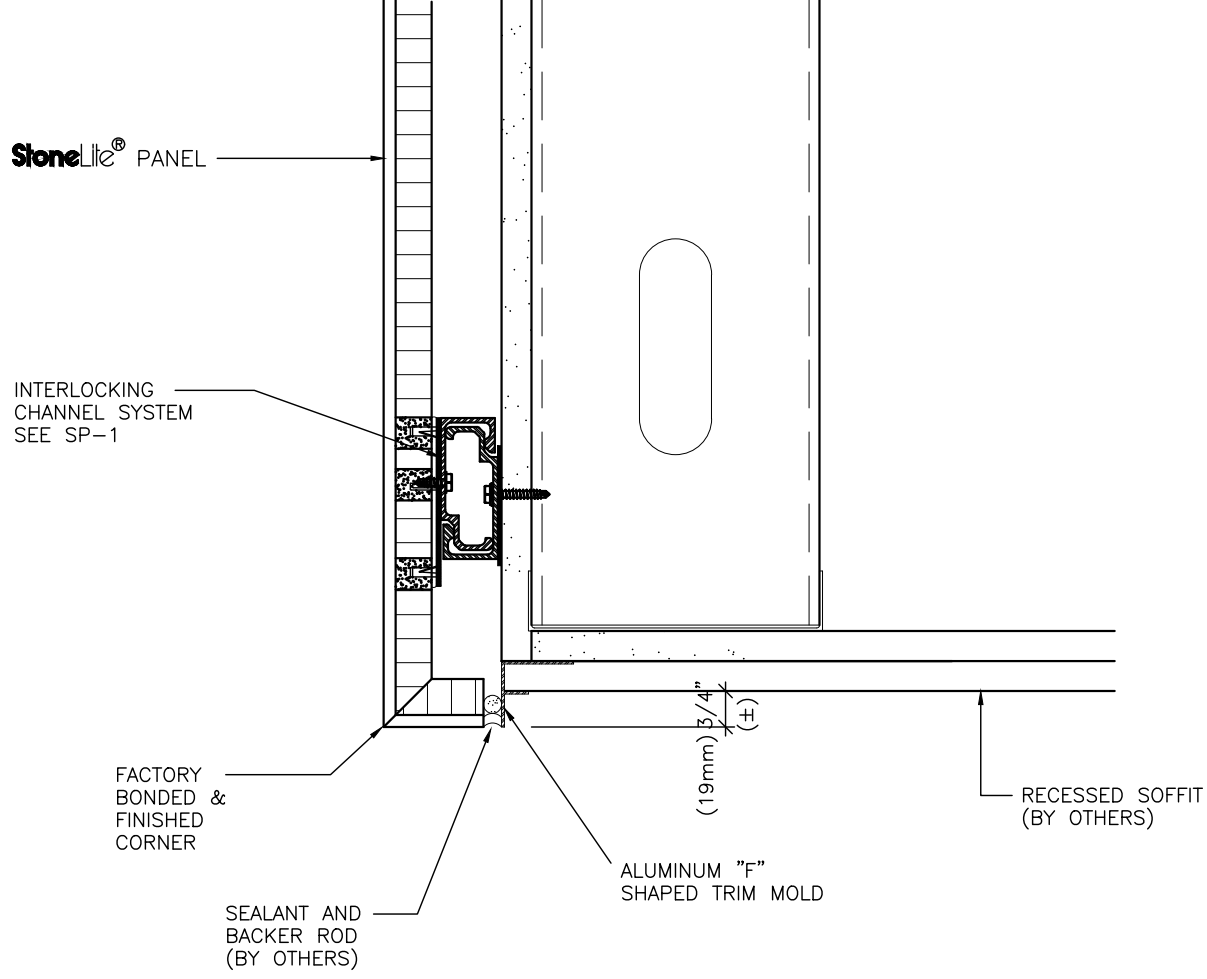 StoneLite® PANEL
INTERLOCKING
CHANNEL SYSTEM
SEE SP-1
(19mm) 3/4"
(±)
FACTORY
BONDED &
FINISHED
CORNER
RECESSED SOFFIT
(BY OTHERS)
ALUMINUM "F"
SHAPED TRIM MOLD
SEALANT AND
BACKER ROD
(BY OTHERS)